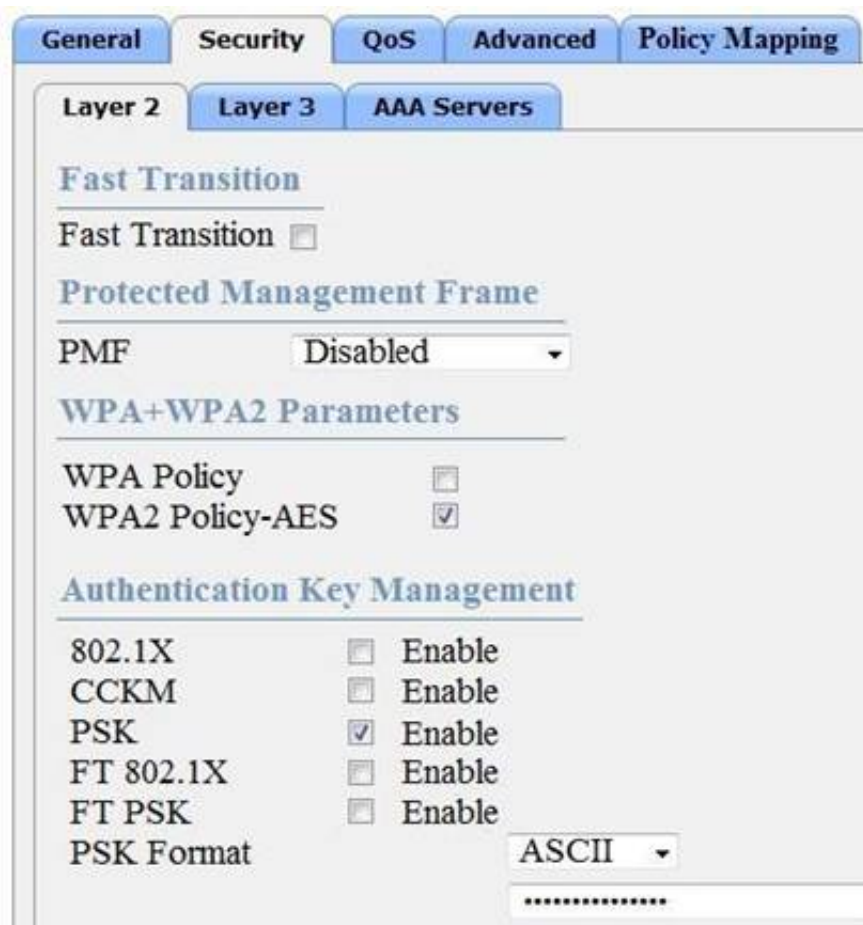 General Security QoS Advanced Policy Mapping
Layer 2 Layer 3 AAA Servers
Fast Transition
Fast Transition
Protected Management Frame
PMF Disabled
WPA+WPA2 Parameters
WPA Policy
WPA2 Policy-AES
Authentication Key Management
802.1X Enable
CCKM Enable
PSK Enable
FT 802.1X Enable
FT PSK Enable
PSK Format ASCII
•••••••••••••••